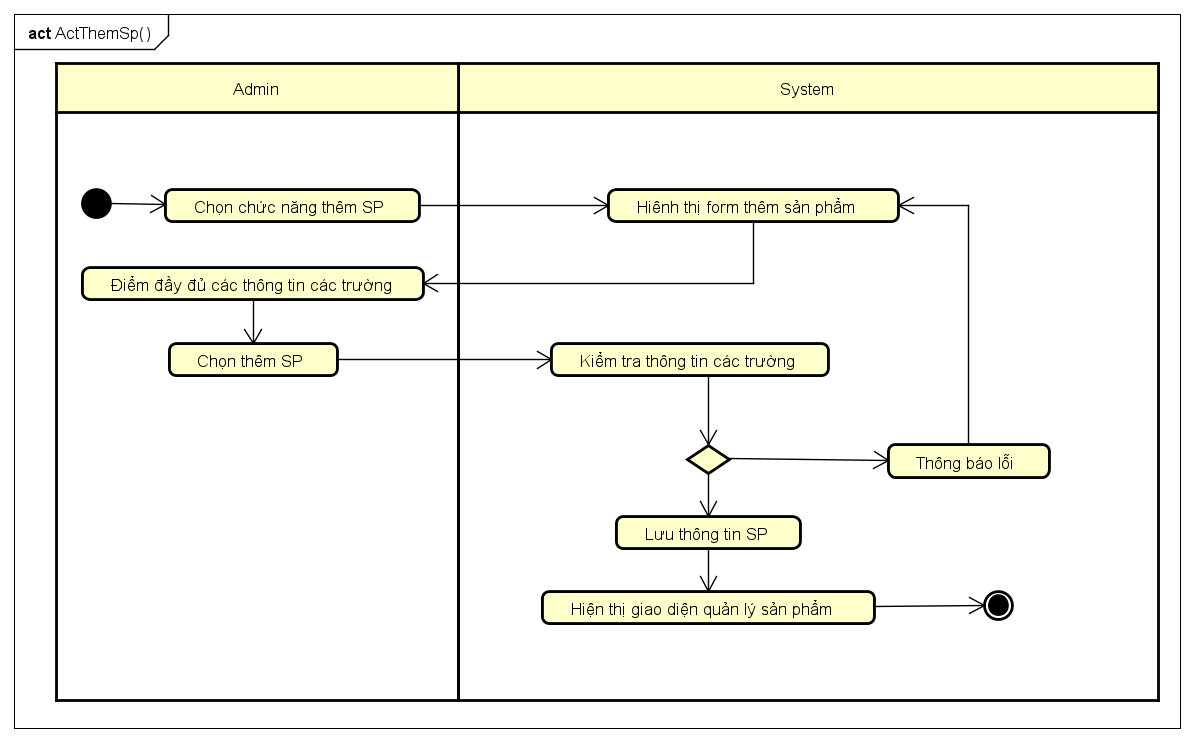 act ActThemSp()
Admin
System
Chọn chức năng thêm SP
Hiênh thị form thêm sản phẩm
Điểm đầy đủ các thông tin các trường
Chọn thêm SP
Kiểm tra thông tin các trường
Thông báo lỗi
Lưu thông tin SP
Hiện thị giao diện quản lý sản phẩm